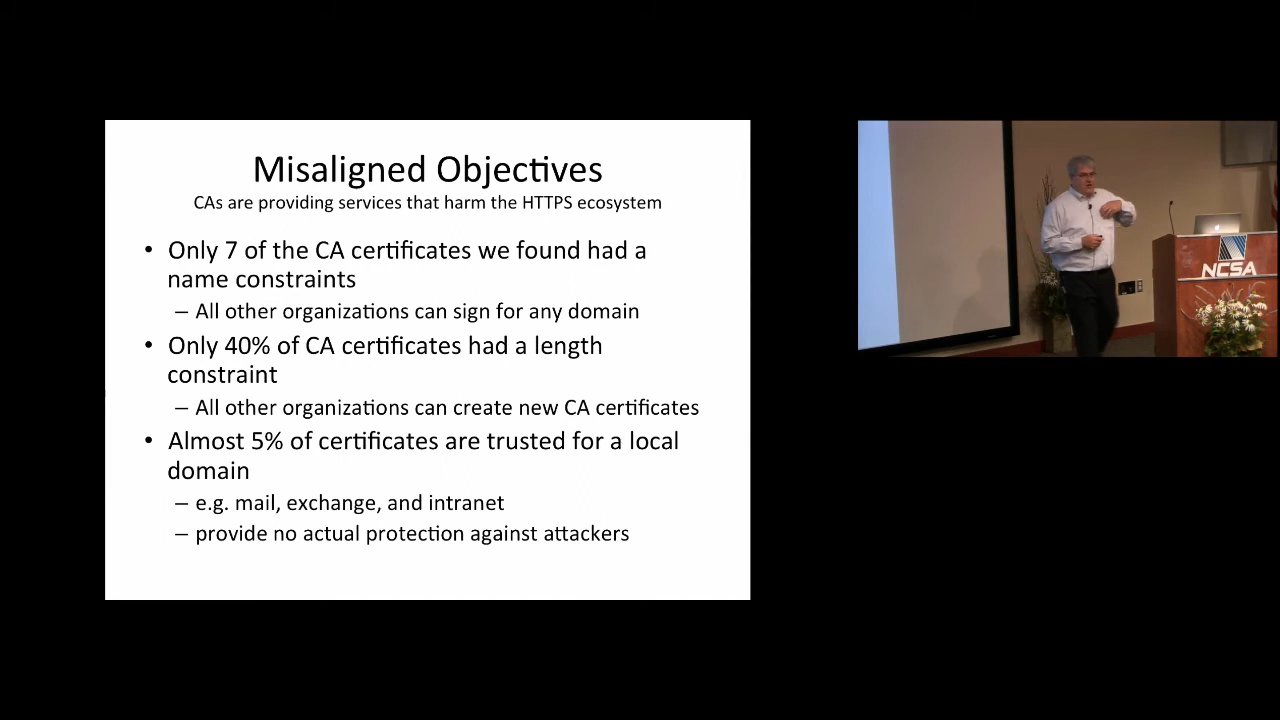 Misaligned Objectives
CAs are providing services that harm the HTTPS ecosystem
• Only 7 of the CA certificates we found had a
name constraints
– All other organizations can sign for any domain
• Only 40% of CA certificates had a length
constraint
– All other organizations can create new CA certificates
• Almost 5% of certificates are trusted for a local
domain
– e.g. mail, exchange, and intranet
– provide no actual protection against attackers
NCSA